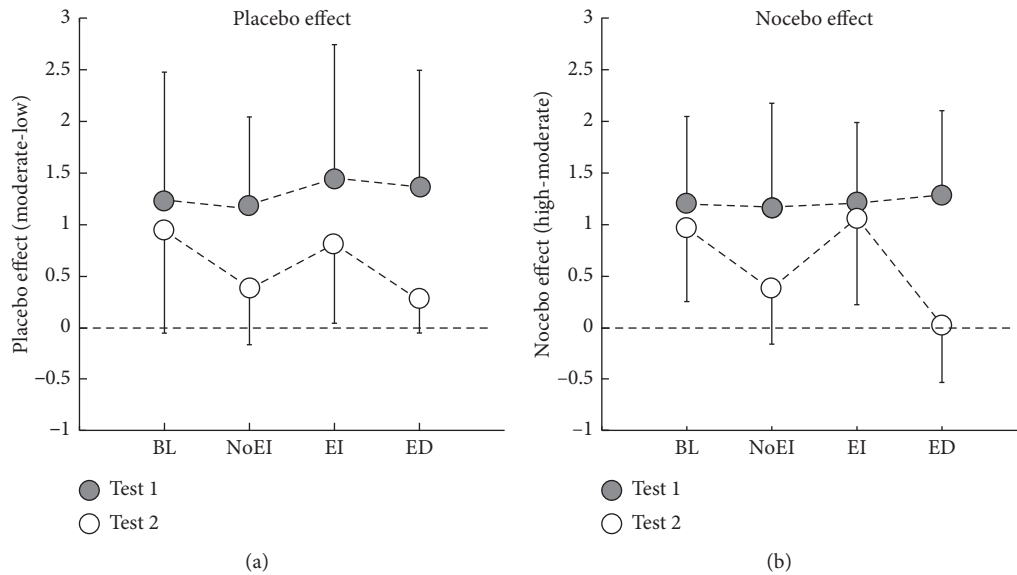 Placebo effect
Placebo effect (moderate-low)
3
2.5
2
1.5
1
0.5
0
−0.5
−1
BL NoEI EI ED
Test 1
Test 2
(a)
Nocebo effect
Nocebo effect (high-moderate)
3
2.5
2
1.5
1
0.5
0
−0.5
−1
BL NoEI EI ED
Test 1
Test 2
(b)